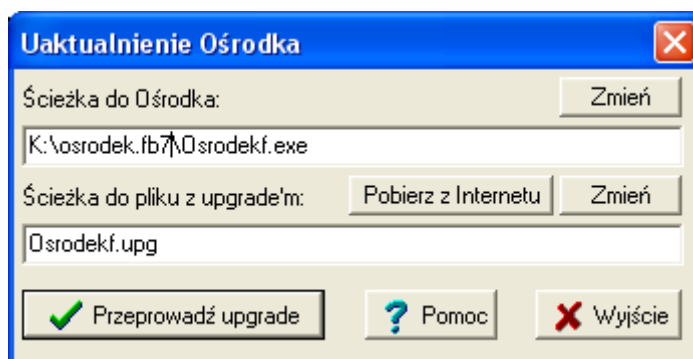 Uaktualnienie Ośrodka
Ścieżka do Ośrodka:
Zmień
K:\osrodek.fb7\Osrodekf.exe
Ścieżka do pliku z upgrade'm:
Pobierz z Internetu
Zmień
Osrodekf.upg
Przeprowadź upgrade
Pomoc
Wyjście